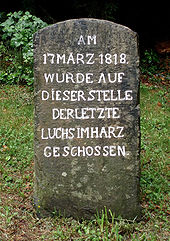 AM
17 MÄRZ 1818.
WURDE AUF
DIESER STELLE
DER LETZTE
LUCHS IM HARZ
GESCHOSSEN.